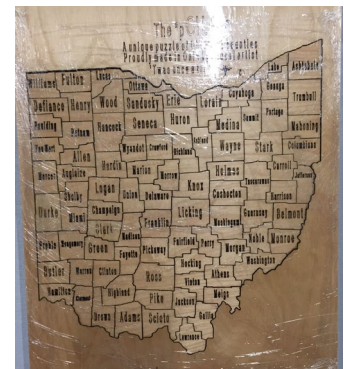 The
A unique puzzle of
Proudly made in
Lake Ashtabula
Williams Fulton Lucas Ottawa Geauga
Cuyahoga Trumbull
Defiance Henry Wood Sandusky Erie Lorain
Summit Portage
Mahoning
Paulding Putnam Hancock Seneca Huron Medina
Ashland Wayne Stark Columbiana
Van Wert Allen Wyandot Crawford Richland
Hardin Marion Holmes Carroll
Mercer Auglaize Morrow Tuscarawas Jefferson
Logan Union Knox Coshocton Harrison
Shelby Delaware
Darke Champaign Licking Guernsey Belmont
Miami Muskingum
Clark Franklin
Madison Noble Monroe
Preble Montgomery Fairfield Perry
Green Pickaway Morgan
Fayette Washington
Hocking
Butler Warren Clinton Athens
Ross Vinton
Hamilton Highland Meigs
Clermont Pike Jackson
Gallia
Brown Adams Scioto
Lawrence